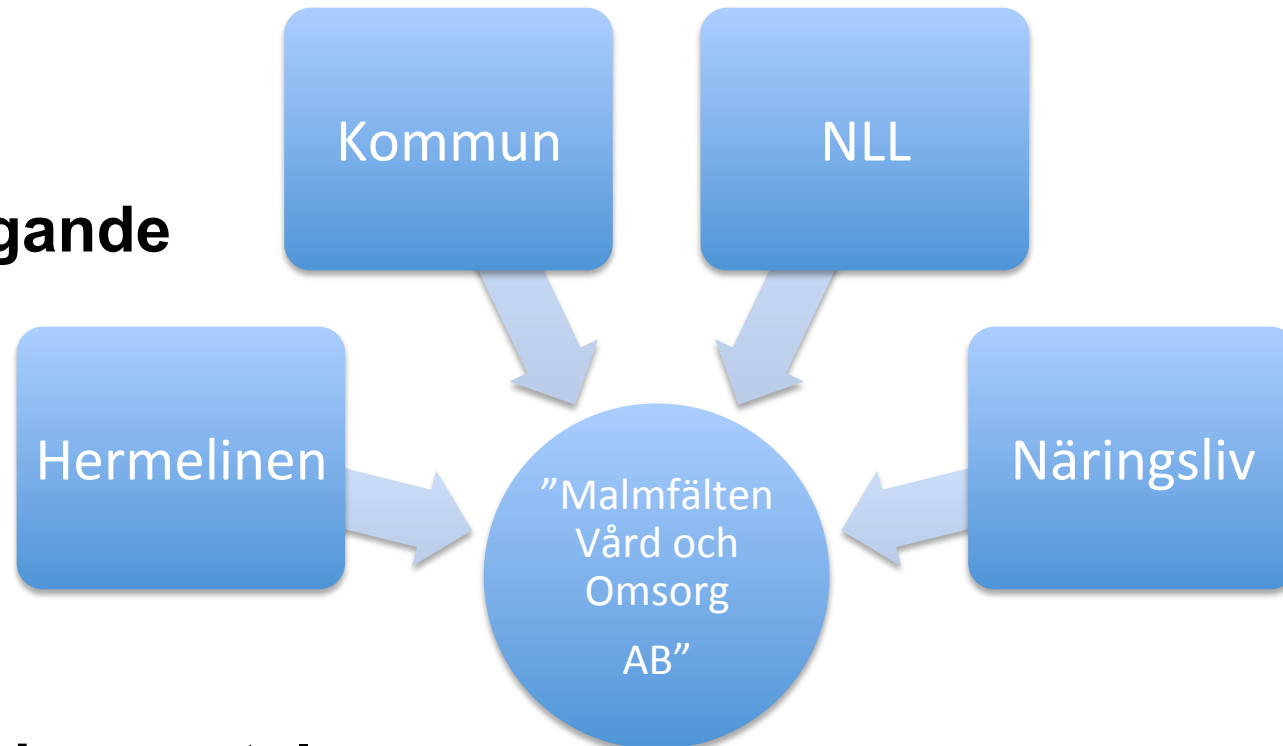 Kommun
NLL
gande
Hermelinen
Näringsliv
”Malmfälten
Vård och
Omsorg
AB”